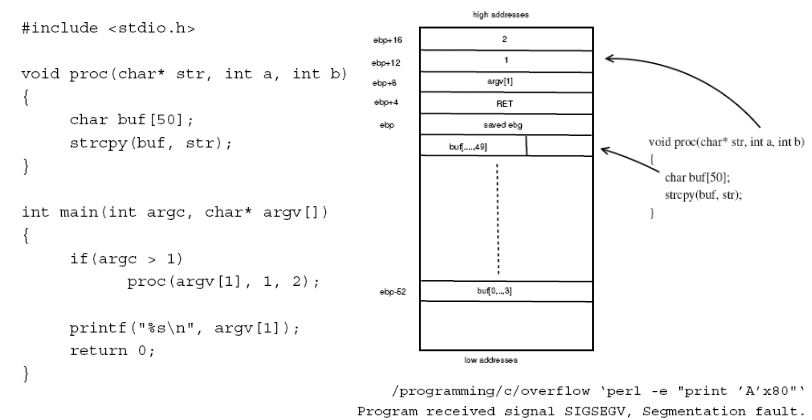 #include <stdio.h>
void proc(char* str, int a, int b)
{
char buf[50];
strcpy(buf, str);
}
int main(int argc, char* argv[])
{
if(argc > 1)
proc(argv[1], 1, 2);
printf("%s\n", argv[1]);
return 0;
}
high addresses
ebp+16 2
ebp+12 1
ebp+8 argv[1]
ebp+4 RET
ebp saved ebg
buf[....,49]
ebp-52 buf[0,..,3]
low addresses
void proc(char* str, int a, int b)
{
char buf[50];
strcpy(buf, str);
}
/programming/c/overflow `perl -e "print 'A'x80"`
Program received signal SIGSEGV, Segmentation fault.